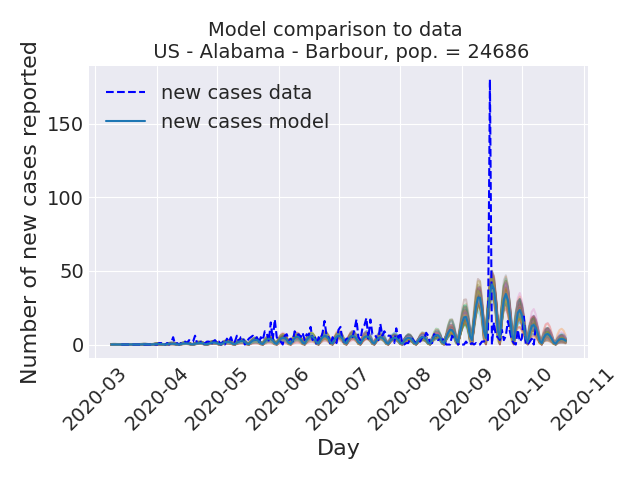 Model comparison to data
US - Alabama - Barbour, pop. = 24686
Number of new cases reported
new cases data
new cases model
150
100
50
0
2020-03
2020-04
2020-05
2020-06
2020-07
2020-08
2020-09
2020-10
2020-11
Day